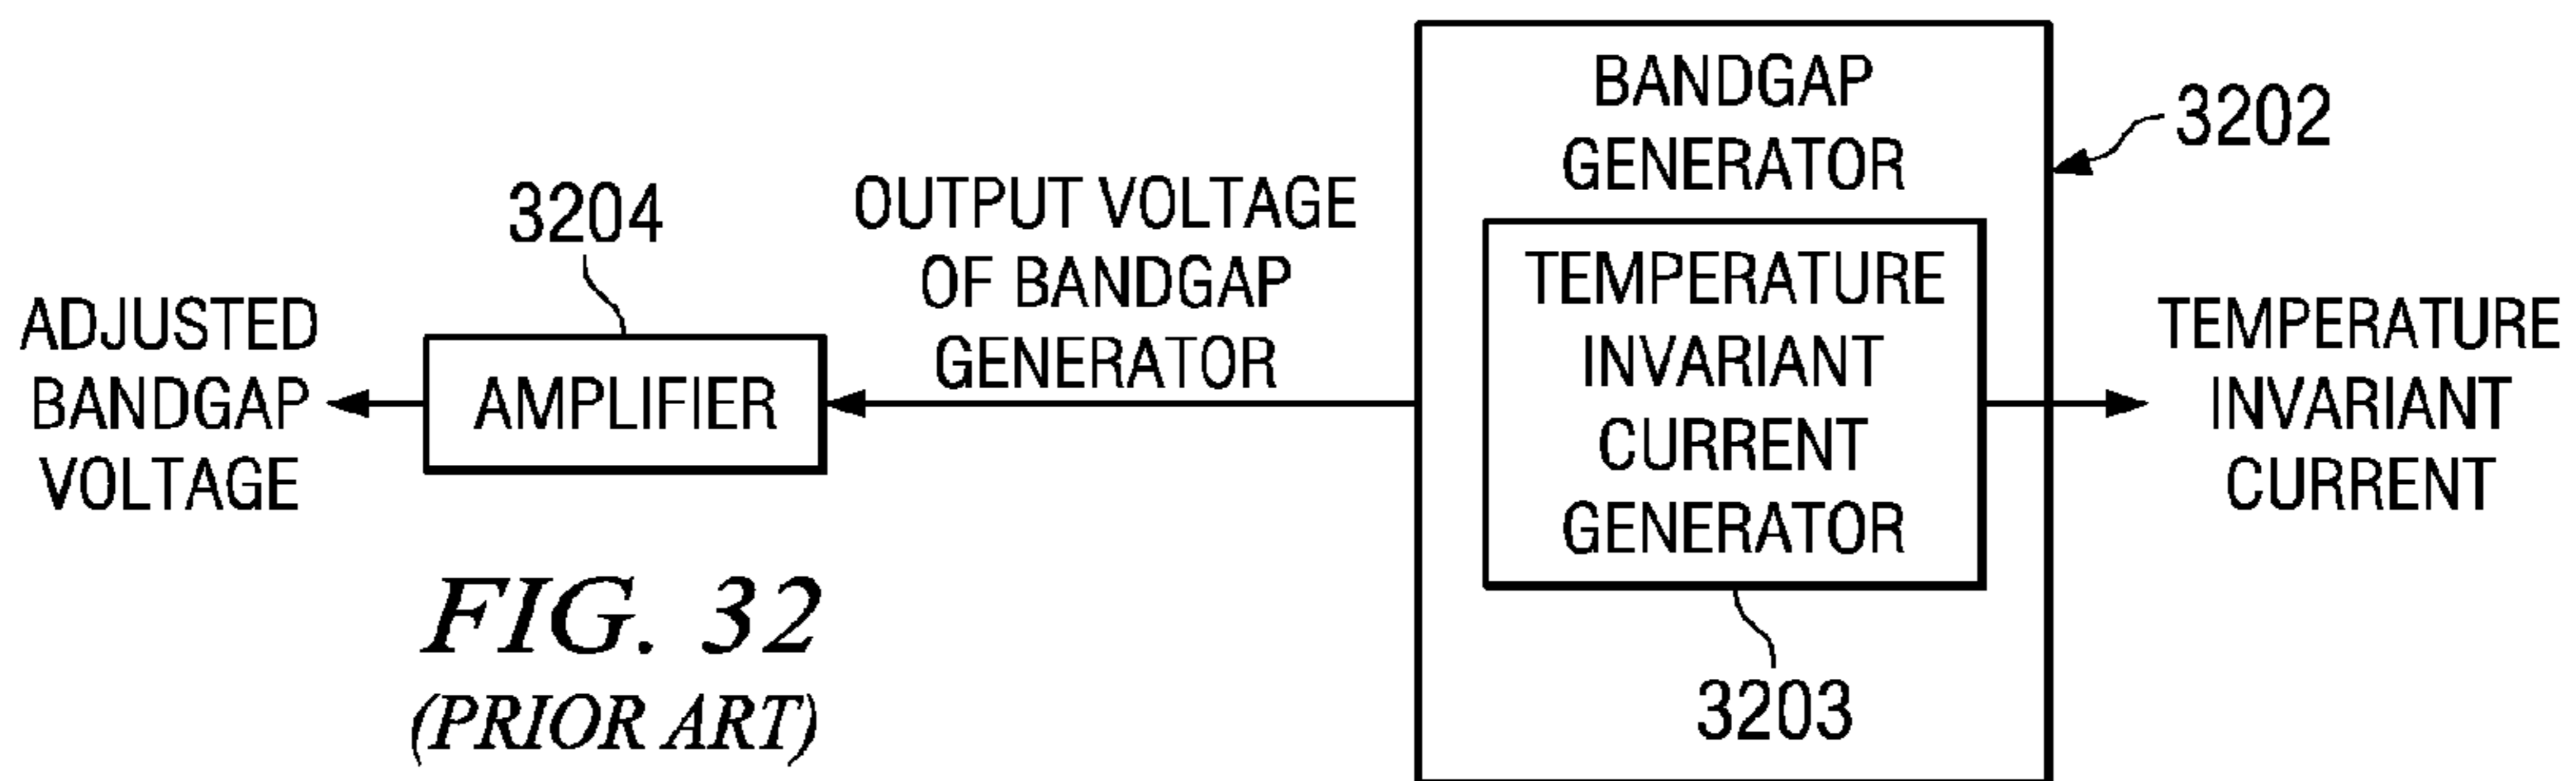 BANDGAP
GENERATOR
3202
3204
OUTPUT VOLTAGE
OF BANDGAP
GENERATOR
TEMPERATURE
INVARIANT
CURRENT
GENERATOR
ADJUSTED
BANDGAP
VOLTAGE
AMPLIFIER
TEMPERATURE
INVARIANT
CURRENT
3203
FIG. 32
(PRIOR ART)